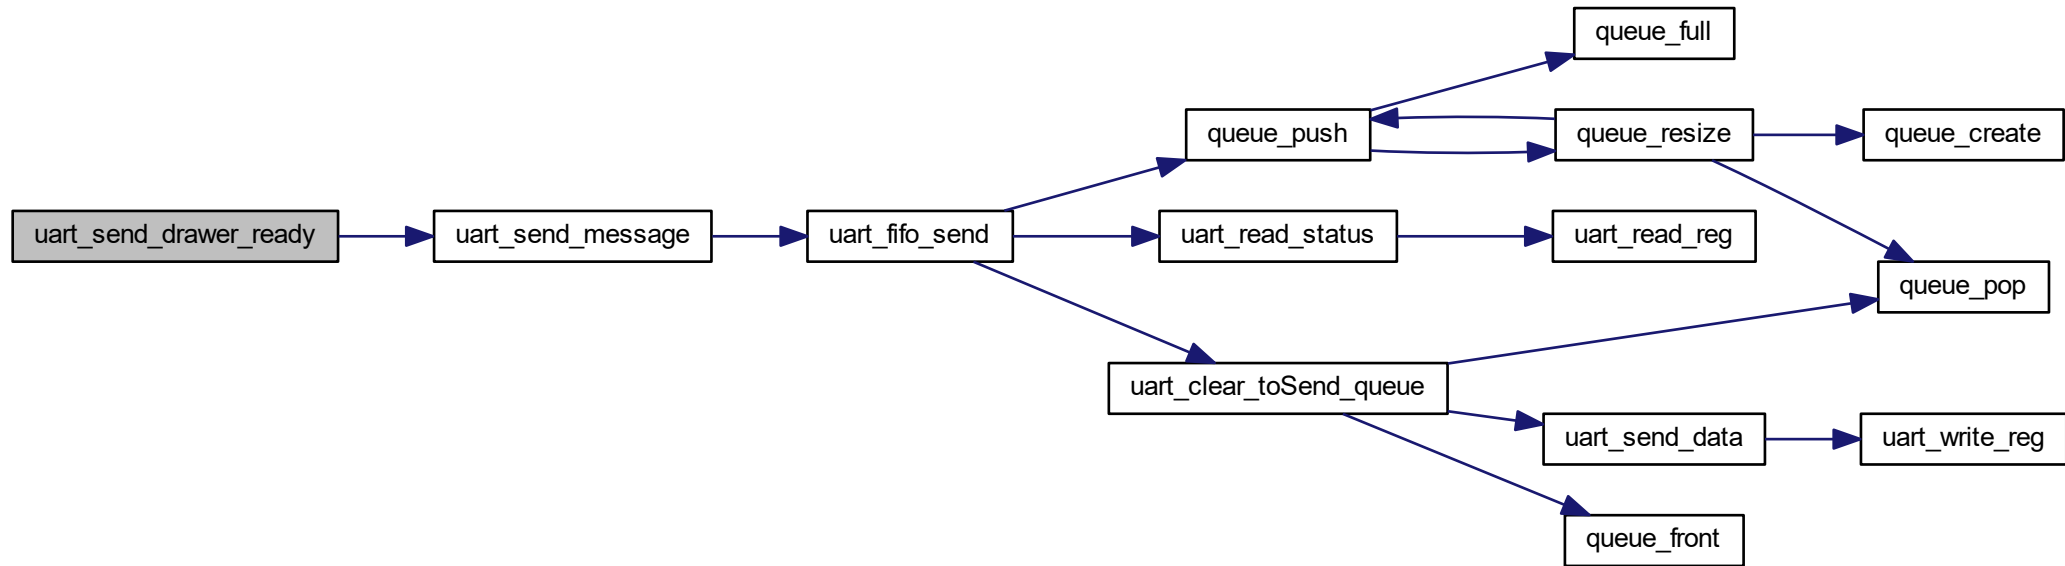 queue_full
queue_push
queue_resize
queue_create
uart_send_drawer_ready
uart_send_message
uart_fifo_send
uart_read_status
uart_read_reg
queue_pop
uart_clear_toSend_queue
uart_send_data
uart_write_reg
queue_front